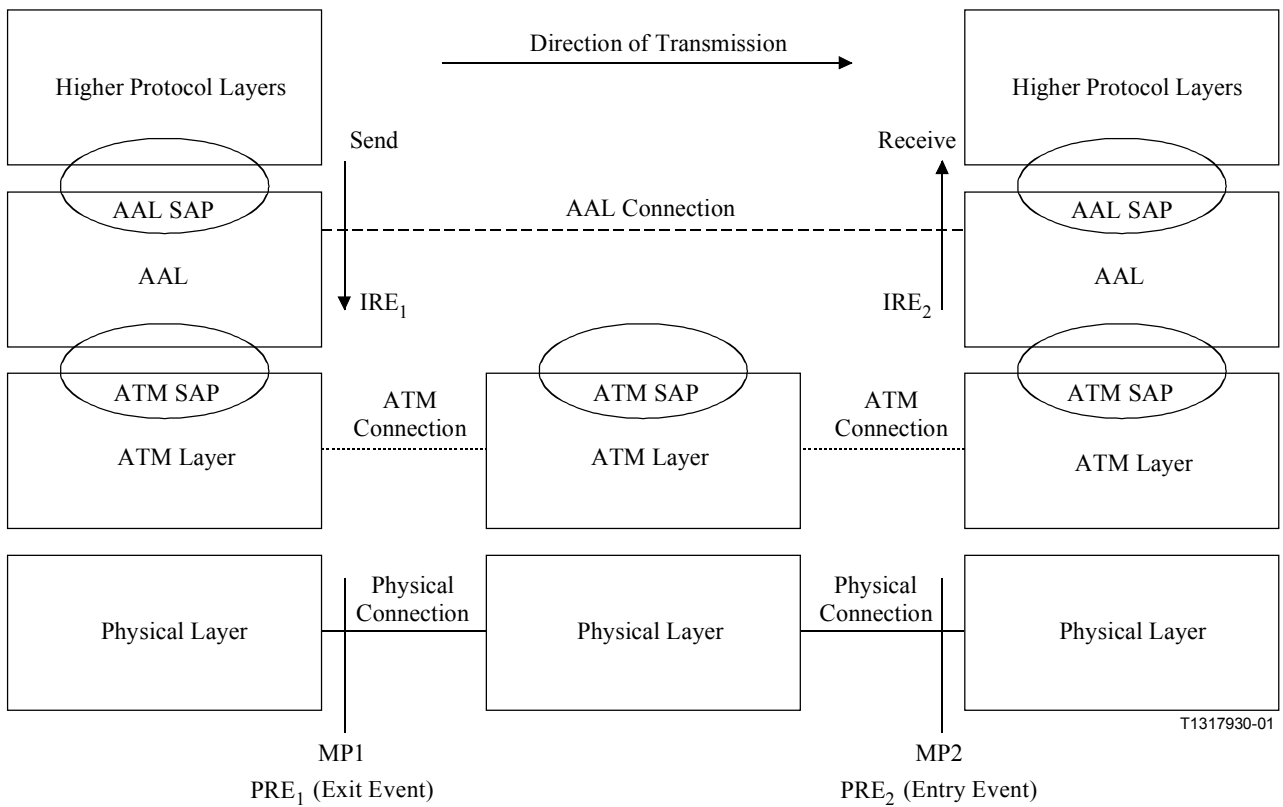 Direction of Transmission
Higher Protocol Layers
Higher Protocol Layers
Send
Receive
AAL SAP
AAL Connection
AAL SAP
AAL
IRE1
IRE2
AAL
ATM SAP
ATM
Connection
ATM SAP
ATM
Connection
ATM SAP
ATM Layer
ATM Layer
ATM Layer
Physical
Connection
Physical
Connection
Physical Layer
Physical Layer
Physical Layer
T1317930-01
MP1
MP2
PRE1 (Exit Event)
PRE2 (Entry Event)